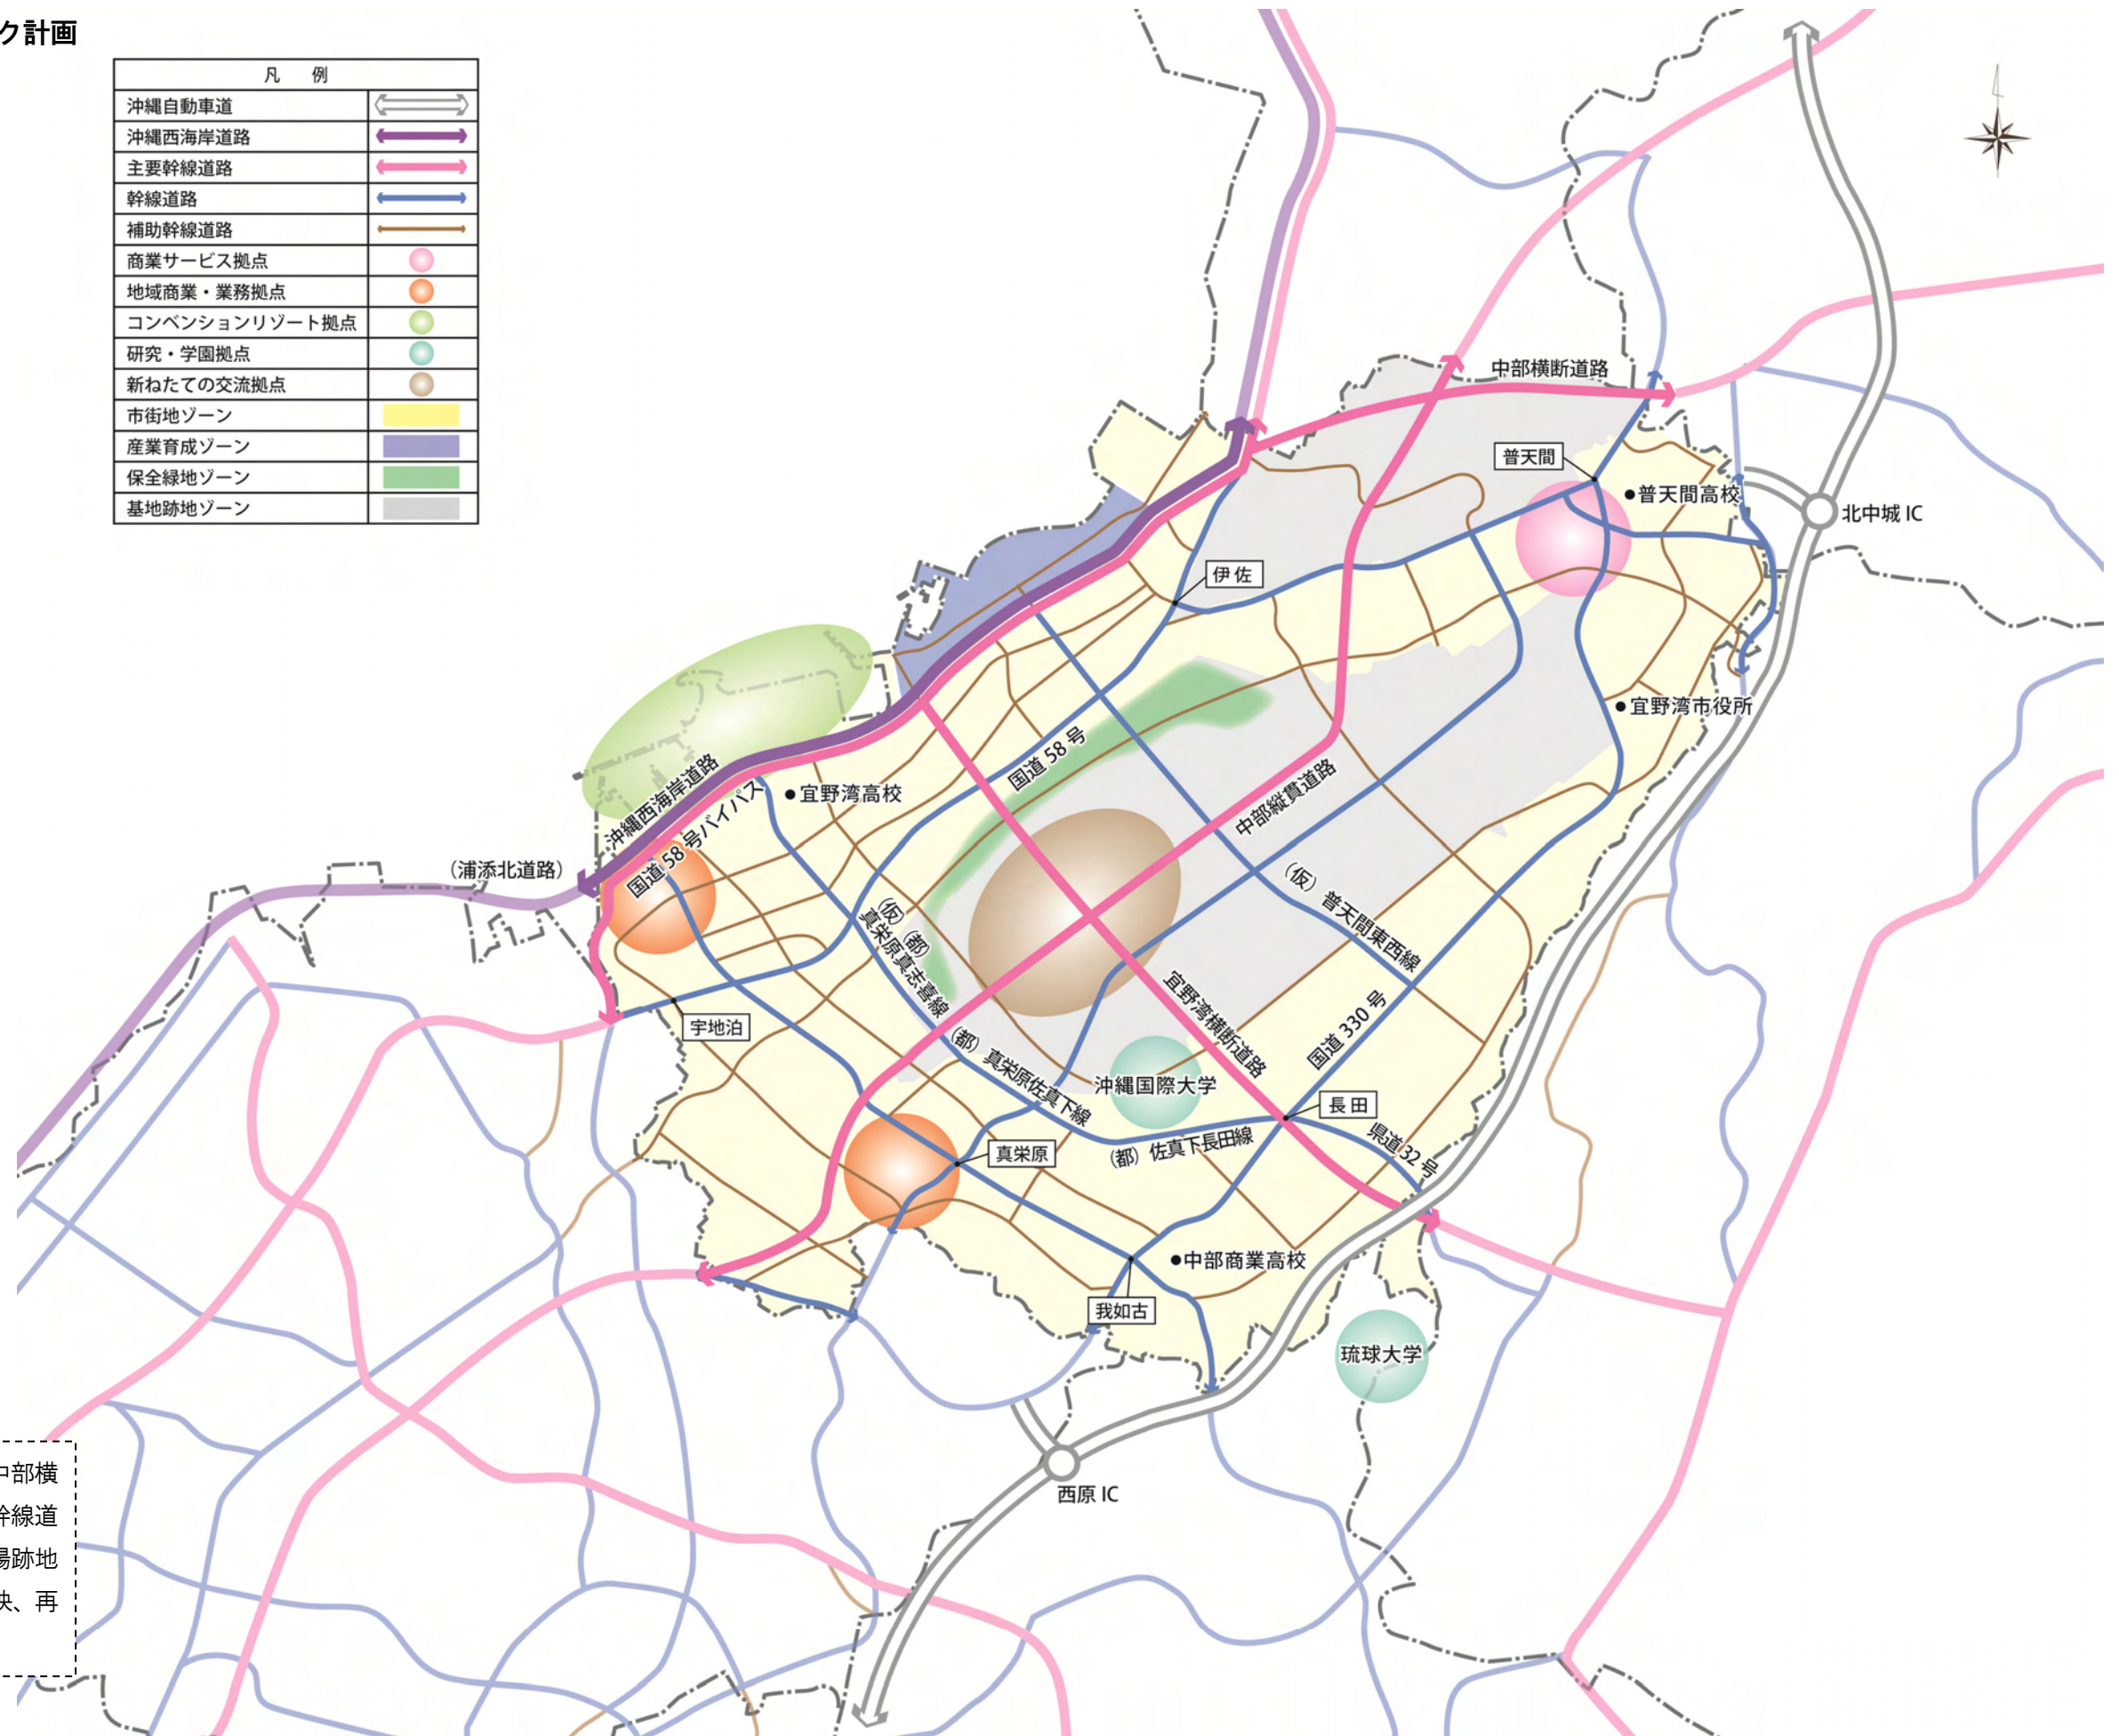 ク計画
凡 例
沖縄自動車道
沖縄西海岸道路
主要幹線道路
幹線道路
補助幹線道路
商業サービス拠点
地域商業・業務拠点
コンベンションリゾート拠点
研究・学園拠点
新ねたての交流拠点
市街地ゾーン
産業育成ゾーン
保全緑地ゾーン
基地跡地ゾーン
中部横断道路
普天間
●普天間高校
北中城 IC
伊佐
●宜野湾市役所
国道 58 号
沖縄西海岸道路
国道 58 号バイパス
●宜野湾高校
中部縦貫道路
(浦添北道路)
(仮)普天間東西線
(仮)(都)
真栄原真志喜線
宜野湾横断道路
国道 330 号
宇地泊
(都)真栄原佐真下線
沖縄国際大学
長田
県道 32 号
(都)佐真下長田線
真栄原
●中部商業高校
我如古
琉球大学
西原 IC
中部横
幹線道
場跡地
央、再